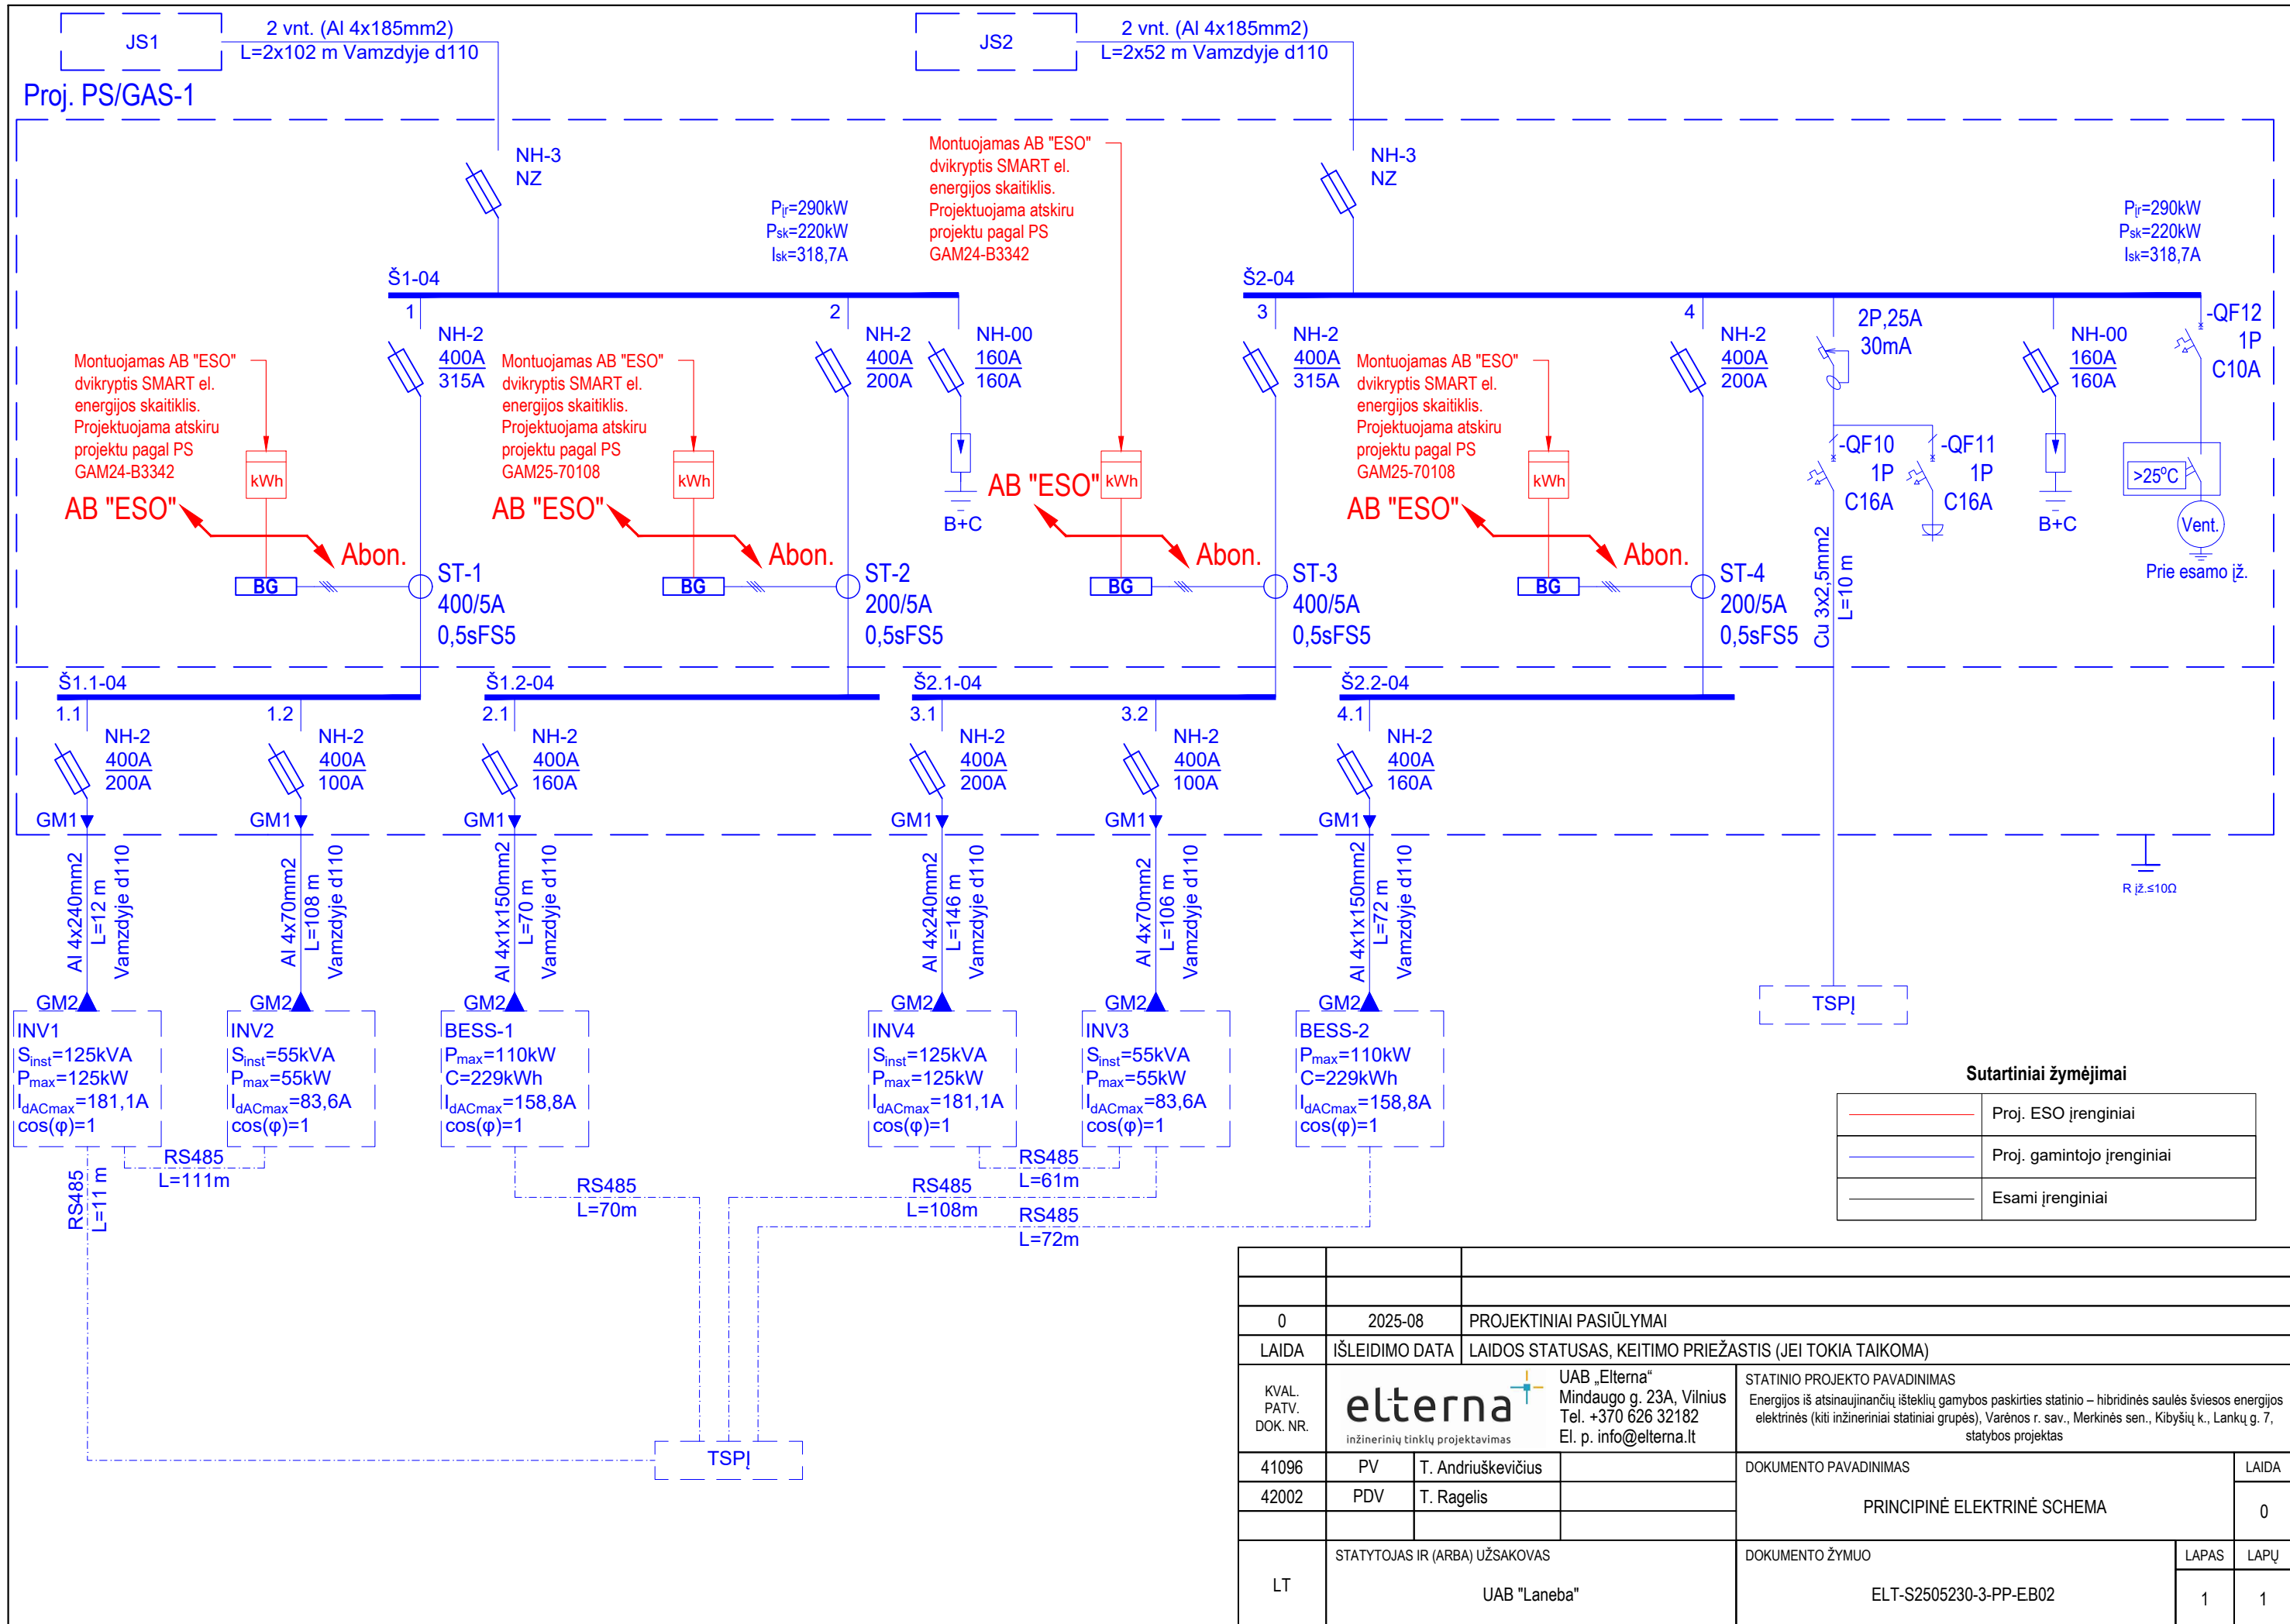 JS1
2 vnt. (Al 4x185mm2)
L=2x102 m Vamzdyje d110
JS2
2 vnt. (Al 4x185mm2)
L=2x52 m Vamzdyje d110
Proj. PS/GAS-1
NH-3
NZ
Pįr=290kW
Psk=220kW
Isk=318,7A
Montuojamas AB "ESO"
dvikryptis SMART el.
energijos skaitiklis.
Projektuojama atskiru
projektu pagal PS
GAM24-B3342
NH-3
NZ
Pįr=290kW
Psk=220kW
Isk=318,7A
Š1-04
1
2
Š2-04
3
4
NH-2
400A
315A
NH-2
400A
200A
NH-00
160A
160A
NH-2
400A
315A
NH-2
400A
200A
2P,25A
30mA
NH-00
160A
160A
-QF12
1P
C10A
Montuojamas AB "ESO"
dvikryptis SMART el.
energijos skaitiklis.
Projektuojama atskiru
projektu pagal PS
GAM24-B3342
Montuojamas AB "ESO"
dvikryptis SMART el.
energijos skaitiklis.
Projektuojama atskiru
projektu pagal PS
GAM25-70108
Montuojamas AB "ESO"
dvikryptis SMART el.
energijos skaitiklis.
Projektuojama atskiru
projektu pagal PS
GAM25-70108
kWh
kWh
kWh
kWh
AB "ESO"
AB "ESO"
AB "ESO"
AB "ESO"
Abon.
Abon.
Abon.
Abon.
B+C
-QF10
1P
C16A
-QF11
1P
C16A
B+C
>25⁰C
Vent.
Prie esamo įž.
BG
BG
BG
BG
ST-1
400/5A
0,5sFS5
ST-2
200/5A
0,5sFS5
ST-3
400/5A
0,5sFS5
ST-4
200/5A
0,5sFS5
Cu 3x2,5mm2
L=10 m
Š1.1-04
1.1
1.2
Š1.2-04
2.1
Š2.1-04
3.1
3.2
Š2.2-04
4.1
NH-2
400A
200A
NH-2
400A
100A
NH-2
400A
160A
NH-2
400A
200A
NH-2
400A
100A
NH-2
400A
160A
GM1
GM1
GM1
GM1
GM1
GM1
Al 4x240mm2
L=12 m
Vamzdyje d110
Al 4x70mm2
L=108 m
Vamzdyje d110
Al 4x1x150mm2
L=70 m
Vamzdyje d110
Al 4x240mm2
L=146 m
Vamzdyje d110
Al 4x70mm2
L=106 m
Vamzdyje d110
Al 4x1x150mm2
L=72 m
Vamzdyje d110
R įž.≤10Ω
GM2
GM2
GM2
GM2
GM2
GM2
INV1
Sinst=125kVA
Pmax=125kW
IdACmax=181,1A
cos(φ)=1
INV2
Sinst=55kVA
Pmax=55kW
IdACmax=83,6A
cos(φ)=1
BESS-1
Pmax=110kW
C=229kWh
IdACmax=158,8A
cos(φ)=1
INV4
Sinst=125kVA
Pmax=125kW
IdACmax=181,1A
cos(φ)=1
INV3
Sinst=55kVA
Pmax=55kW
IdACmax=83,6A
cos(φ)=1
BESS-2
Pmax=110kW
C=229kWh
IdACmax=158,8A
cos(φ)=1
TSPĮ
RS485
L=11 m
RS485
L=111m
RS485
L=70m
RS485
L=108m
RS485
L=61m
RS485
L=72m
TSPĮ
Sutartiniai žymėjimai
Proj. ESO įrenginiai
Proj. gamintojo įrenginiai
Esami įrenginiai
0
2025-08
PROJEKTINIAI PASIŪLYMAI
LAIDA
IŠLEIDIMO DATA
LAIDOS STATUSAS, KEITIMO PRIEŽASTIS (JEI TOKIA TAIKOMA)
KVAL.
PATV.
DOK. NR.
elterna
inžinerinių tinklų projektavimas
UAB „Elterna“
Mindaugo g. 23A, Vilnius
Tel. +370 626 32182
El. p. info@elterna.lt
STATINIO PROJEKTO PAVADINIMAS
Energijos iš atsinaujinančių išteklių gamybos paskirties statinio – hibridinės saulės šviesos energijos
elektrinės (kiti inžineriniai statiniai grupės), Varėnos r. sav., Merkinės sen., Kibyšių k., Lankų g. 7,
statybos projektas
41096
PV
T. Andriuškevičius
42002
PDV
T. Ragelis
DOKUMENTO PAVADINIMAS
PRINCIPINĖ ELEKTRINĖ SCHEMA
LAIDA
0
LT
STATYTOJAS IR (ARBA) UŽSAKOVAS
UAB "Laneba"
DOKUMENTO ŽYMUO
ELT-S2505230-3-PP-EB02
LAPAS
LAPŲ
1
1